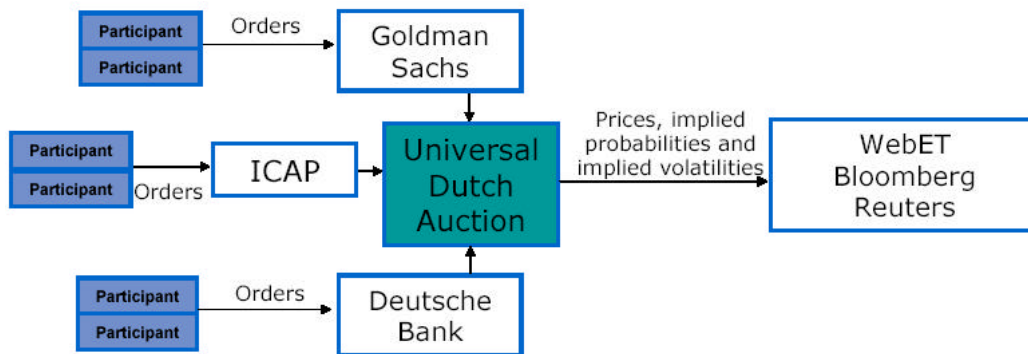 Participant
Participant
Orders
Goldman
Sachs
Participant
Participant
Orders
ICAP
Universal
Dutch
Auction
Prices, implied
probabilities and
implied volatilities
WebET
Bloomberg
Reuters
Participant
Participant
Orders
Deutsche
Bank